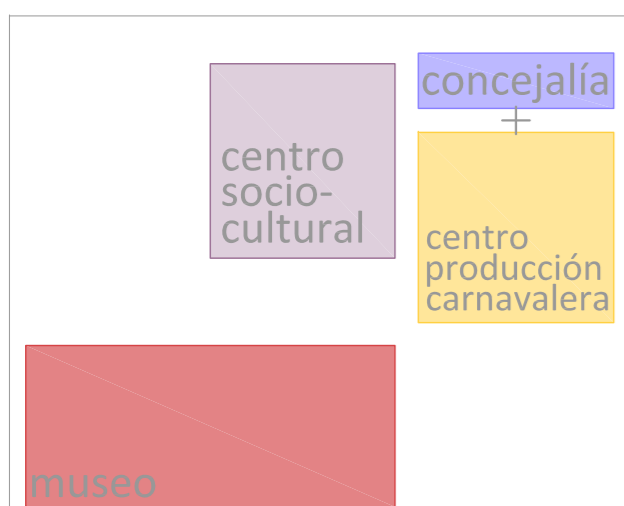 concejalía
+
centro
socio-
cultural
centro
producción
carnavalera
museo